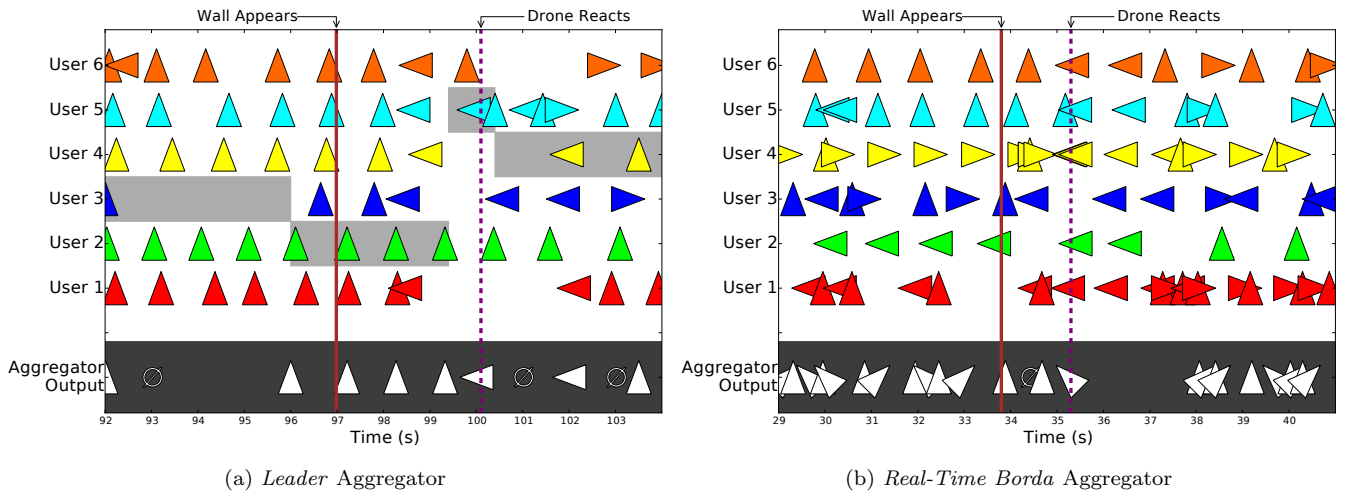 Wall Appears
Drone Reacts
User 6
User 5
User 4
User 3
User 2
User 1
Aggregator
Output
92 93 94 95 96 97 98 99 100 101 102 103
Time (s)
(a) Leader Aggregator
Wall Appears
Drone Reacts
User 6
User 5
User 4
User 3
User 2
User 1
Aggregator
Output
29 30 31 32 33 34 35 36 37 38 39 40
Time (s)
(b) Real-Time Borda Aggregator